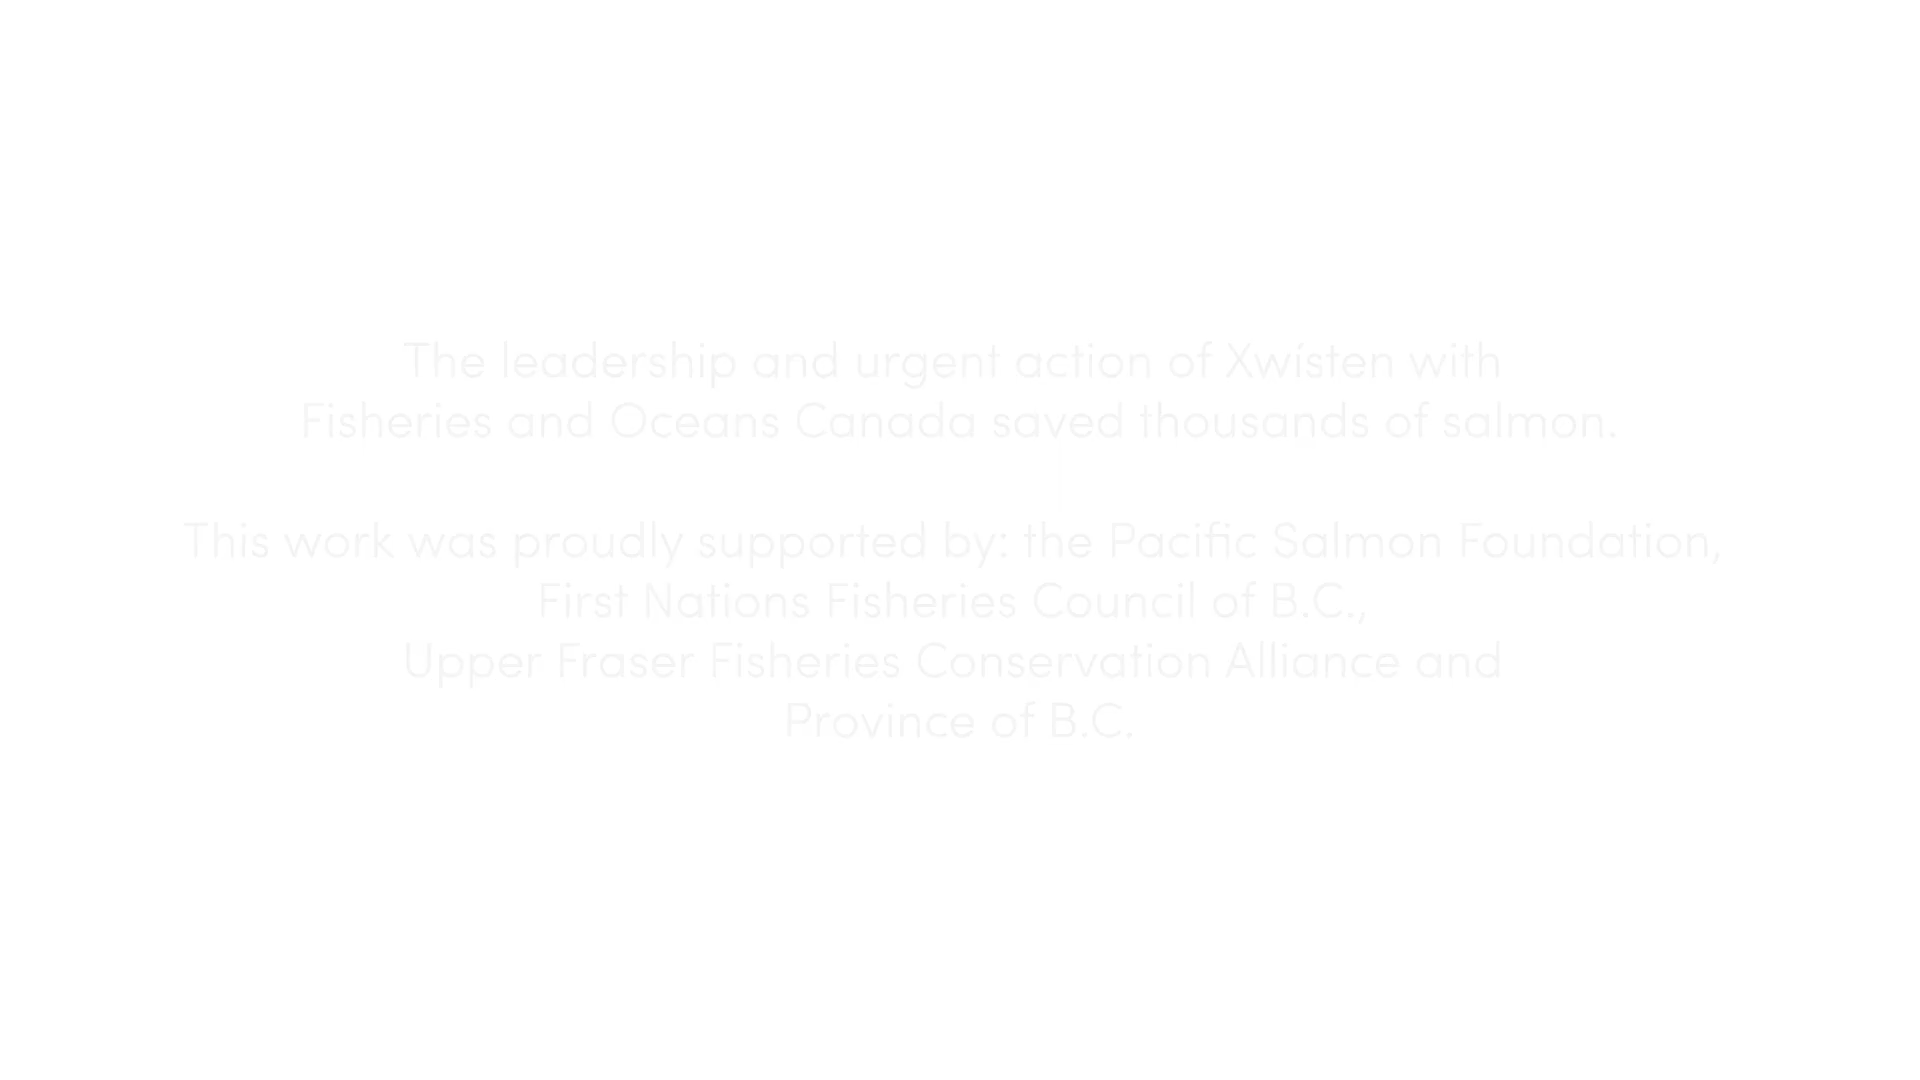 The leadership and urgent action of Xwísten with
Fisheries and Oceans Canada saved thousands of salmon.
This work was proudly supported by: the Pacific Salmon Foundation,
First Nations Fisheries Council of B.C.,
Upper Fraser Fisheries Conservation Alliance and
Province of B.C.